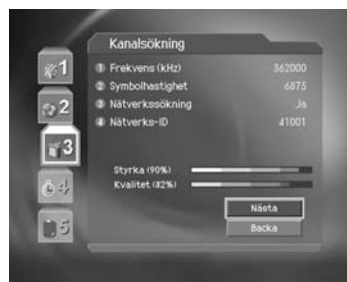 Kanalsökning
1 Frekvens (kHz) 362000
2 Symbolhastighet 6875
3 Nätverkssökning Ja
4 Nätverks-ID 41001
Styrka (90%)
Kvalitet (82%)
Nästa
Backa
1
2
3
4
5